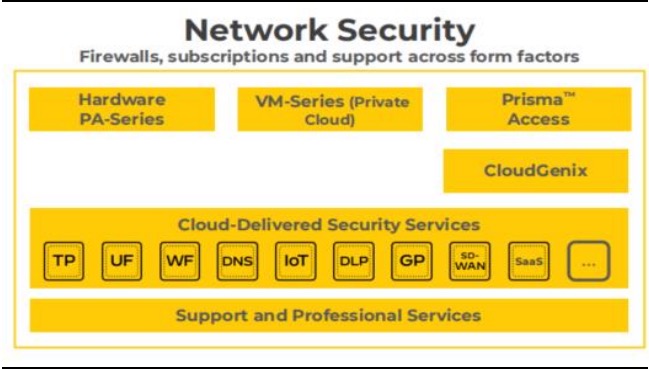 Network Security
Firewalls, subscriptions and support across form factors
Hardware
PA-Series
VM-Series (Private
Cloud)
Prisma™
Access
CloudGenix
Cloud-Delivered Security Services
TP
UF
WF
DNS
IoT
DLP
GP
SD-
WAN
SaaS
...
Support and Professional Services